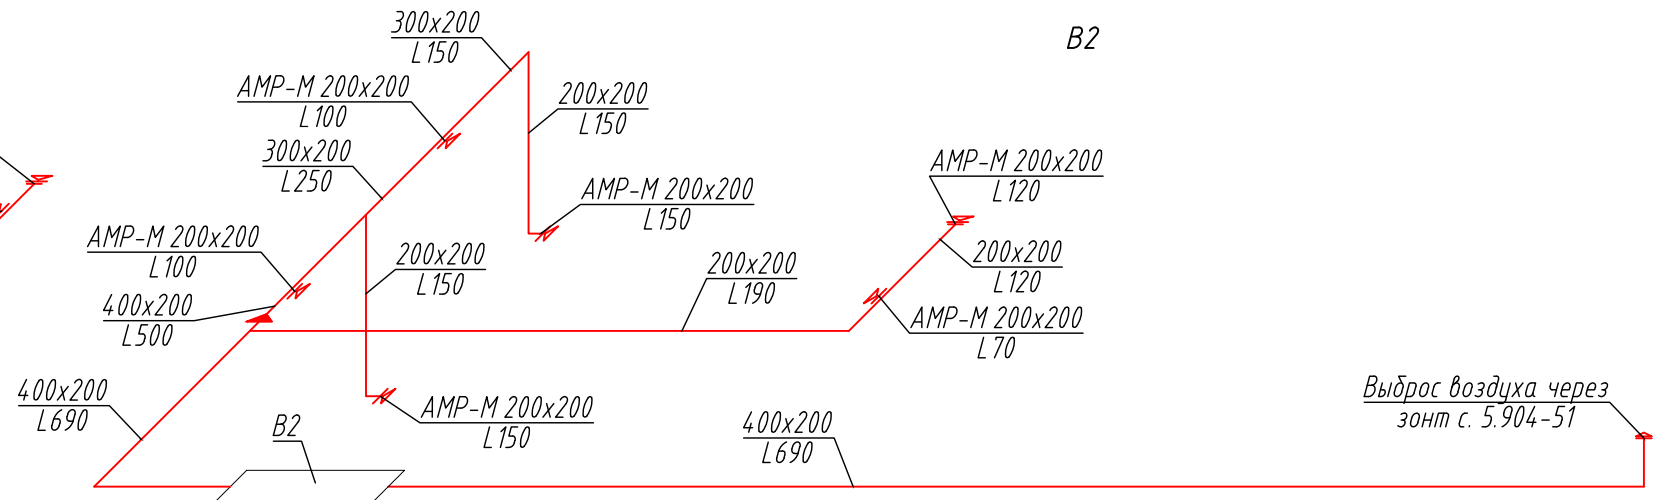 300х200
L150
В2
АМР-М 200х200
L100
200х200
L150
300х200
L250
АМР-М 200х200
L150
АМР-М 200х200
L120
АМР-М 200х200
L100
200х200
L150
200х200
L190
200х200
L120
400х200
L500
АМР-М 200х200
L70
400х200
L690
АМР-М 200х200
L150
В2
400х200
L690
Выброс воздуха через
зонт с. 5.904-51